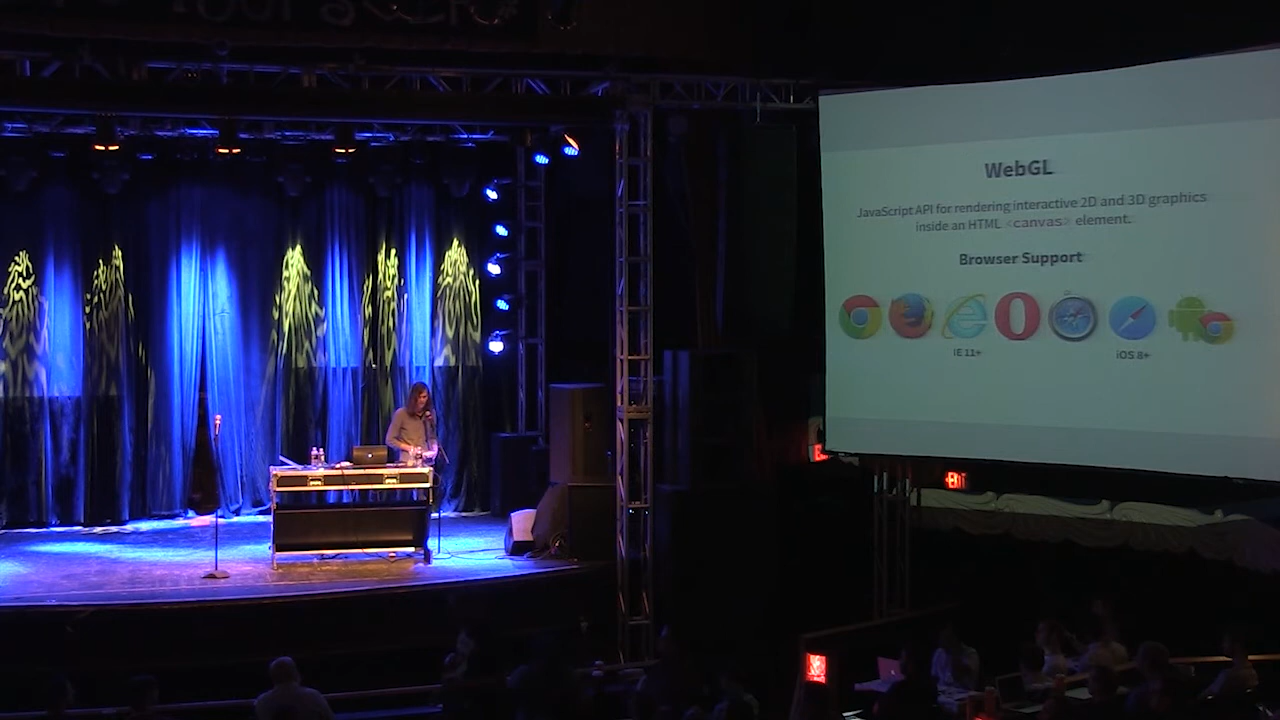 WebGL
JavaScript API for rendering interactive 2D and 3D graphics
inside an HTML <canvas> element.
Browser Support
IE 11+
iOS 8+
EXIT